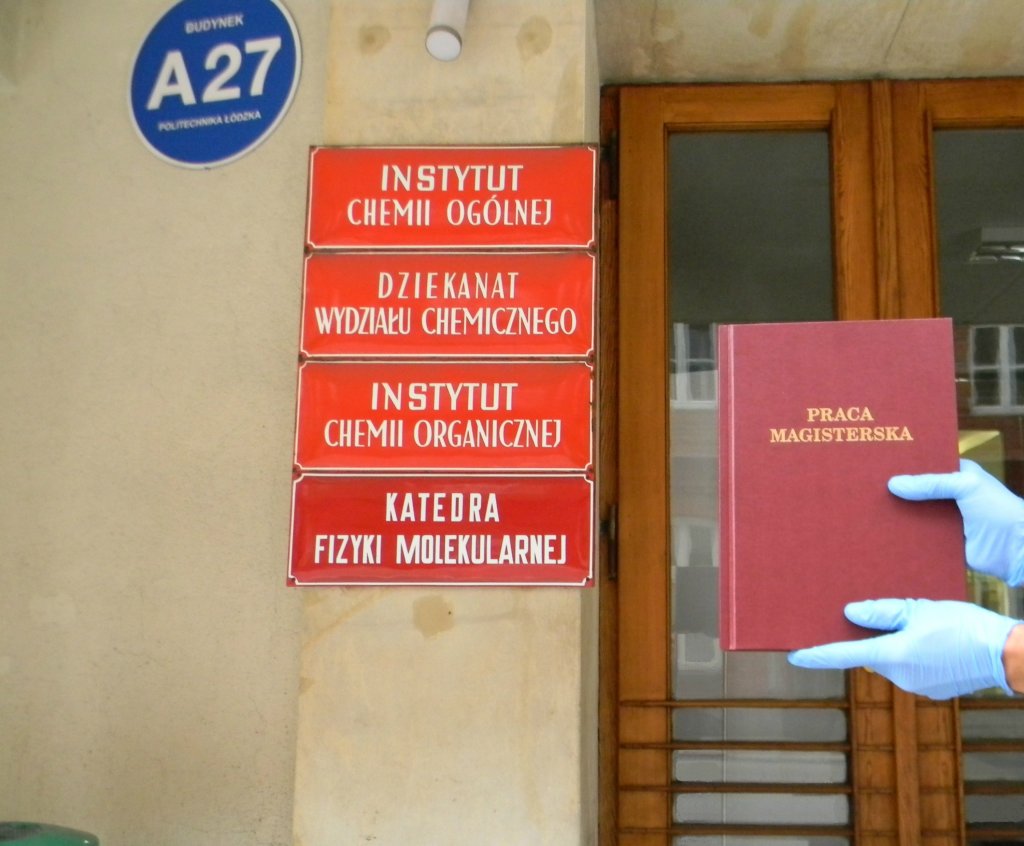 BUDYNEK
A27
POLITECHNIKA ŁÓDZKA
INSTYTUT
CHEMII OGÓLNEJ
DZIEKANAT
WYDZIAŁU CHEMICZNEGO
INSTYTUT
CHEMII ORGANICZNEJ
KATEDRA
FIZYKI MOLEKULARNEJ
PRACA
MAGISTERSKA